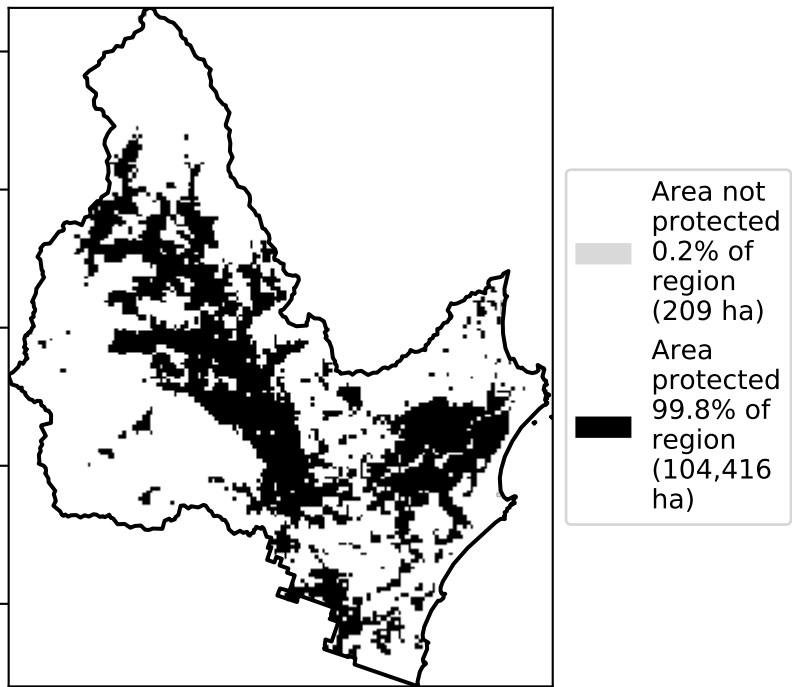 Area not
protected
0.2% of
region
(209 ha)
Area
protected
99.8% of
region
(104,416
ha)